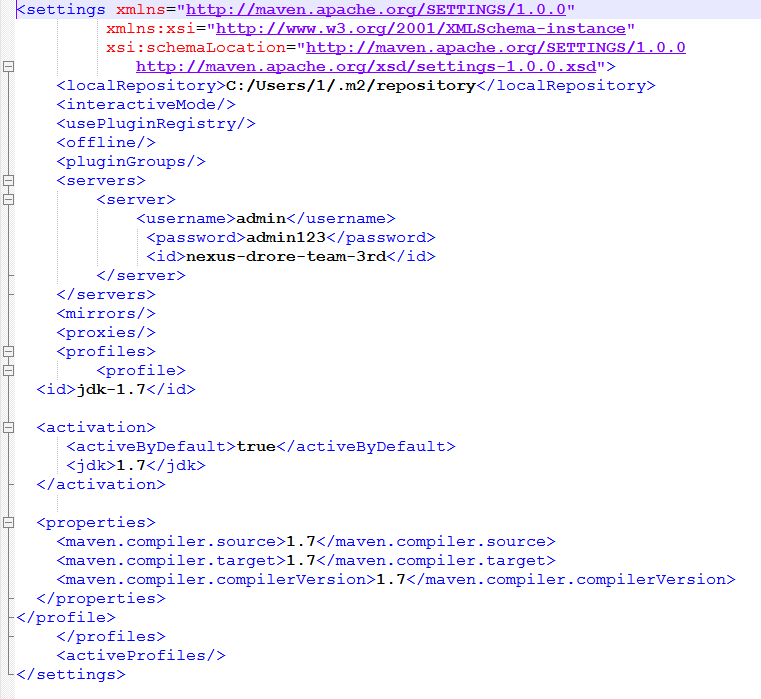 <settings xmlns="http://maven.apache.org/SETTINGS/1.0.0"
xmlns:xsi="http://www.w3.org/2001/XMLSchema-instance"
xsi:schemaLocation="http://maven.apache.org/SETTINGS/1.0.0
http://maven.apache.org/xsd/settings-1.0.0.xsd">
<localRepository>C:/Users/1/.m2/repository</localRepository>
<interactiveMode/>
<usePluginRegistry/>
<offline/>
<pluginGroups/>
<servers>
<server>
<username>admin</username>
<password>admin123</password>
<id>nexus-drore-team-3rd</id>
</server>
</servers>
<mirrors/>
<proxies/>
<profiles>
<profile>
<id>jdk-1.7</id>
<activation>
<activeByDefault>true</activeByDefault>
<jdk>1.7</jdk>
</activation>
<properties>
<maven.compiler.source>1.7</maven.compiler.source>
<maven.compiler.target>1.7</maven.compiler.target>
<maven.compiler.compilerVersion>1.7</maven.compiler.compilerVersion>
</properties>
</profile>
</profiles>
<activeProfiles/>
</settings>